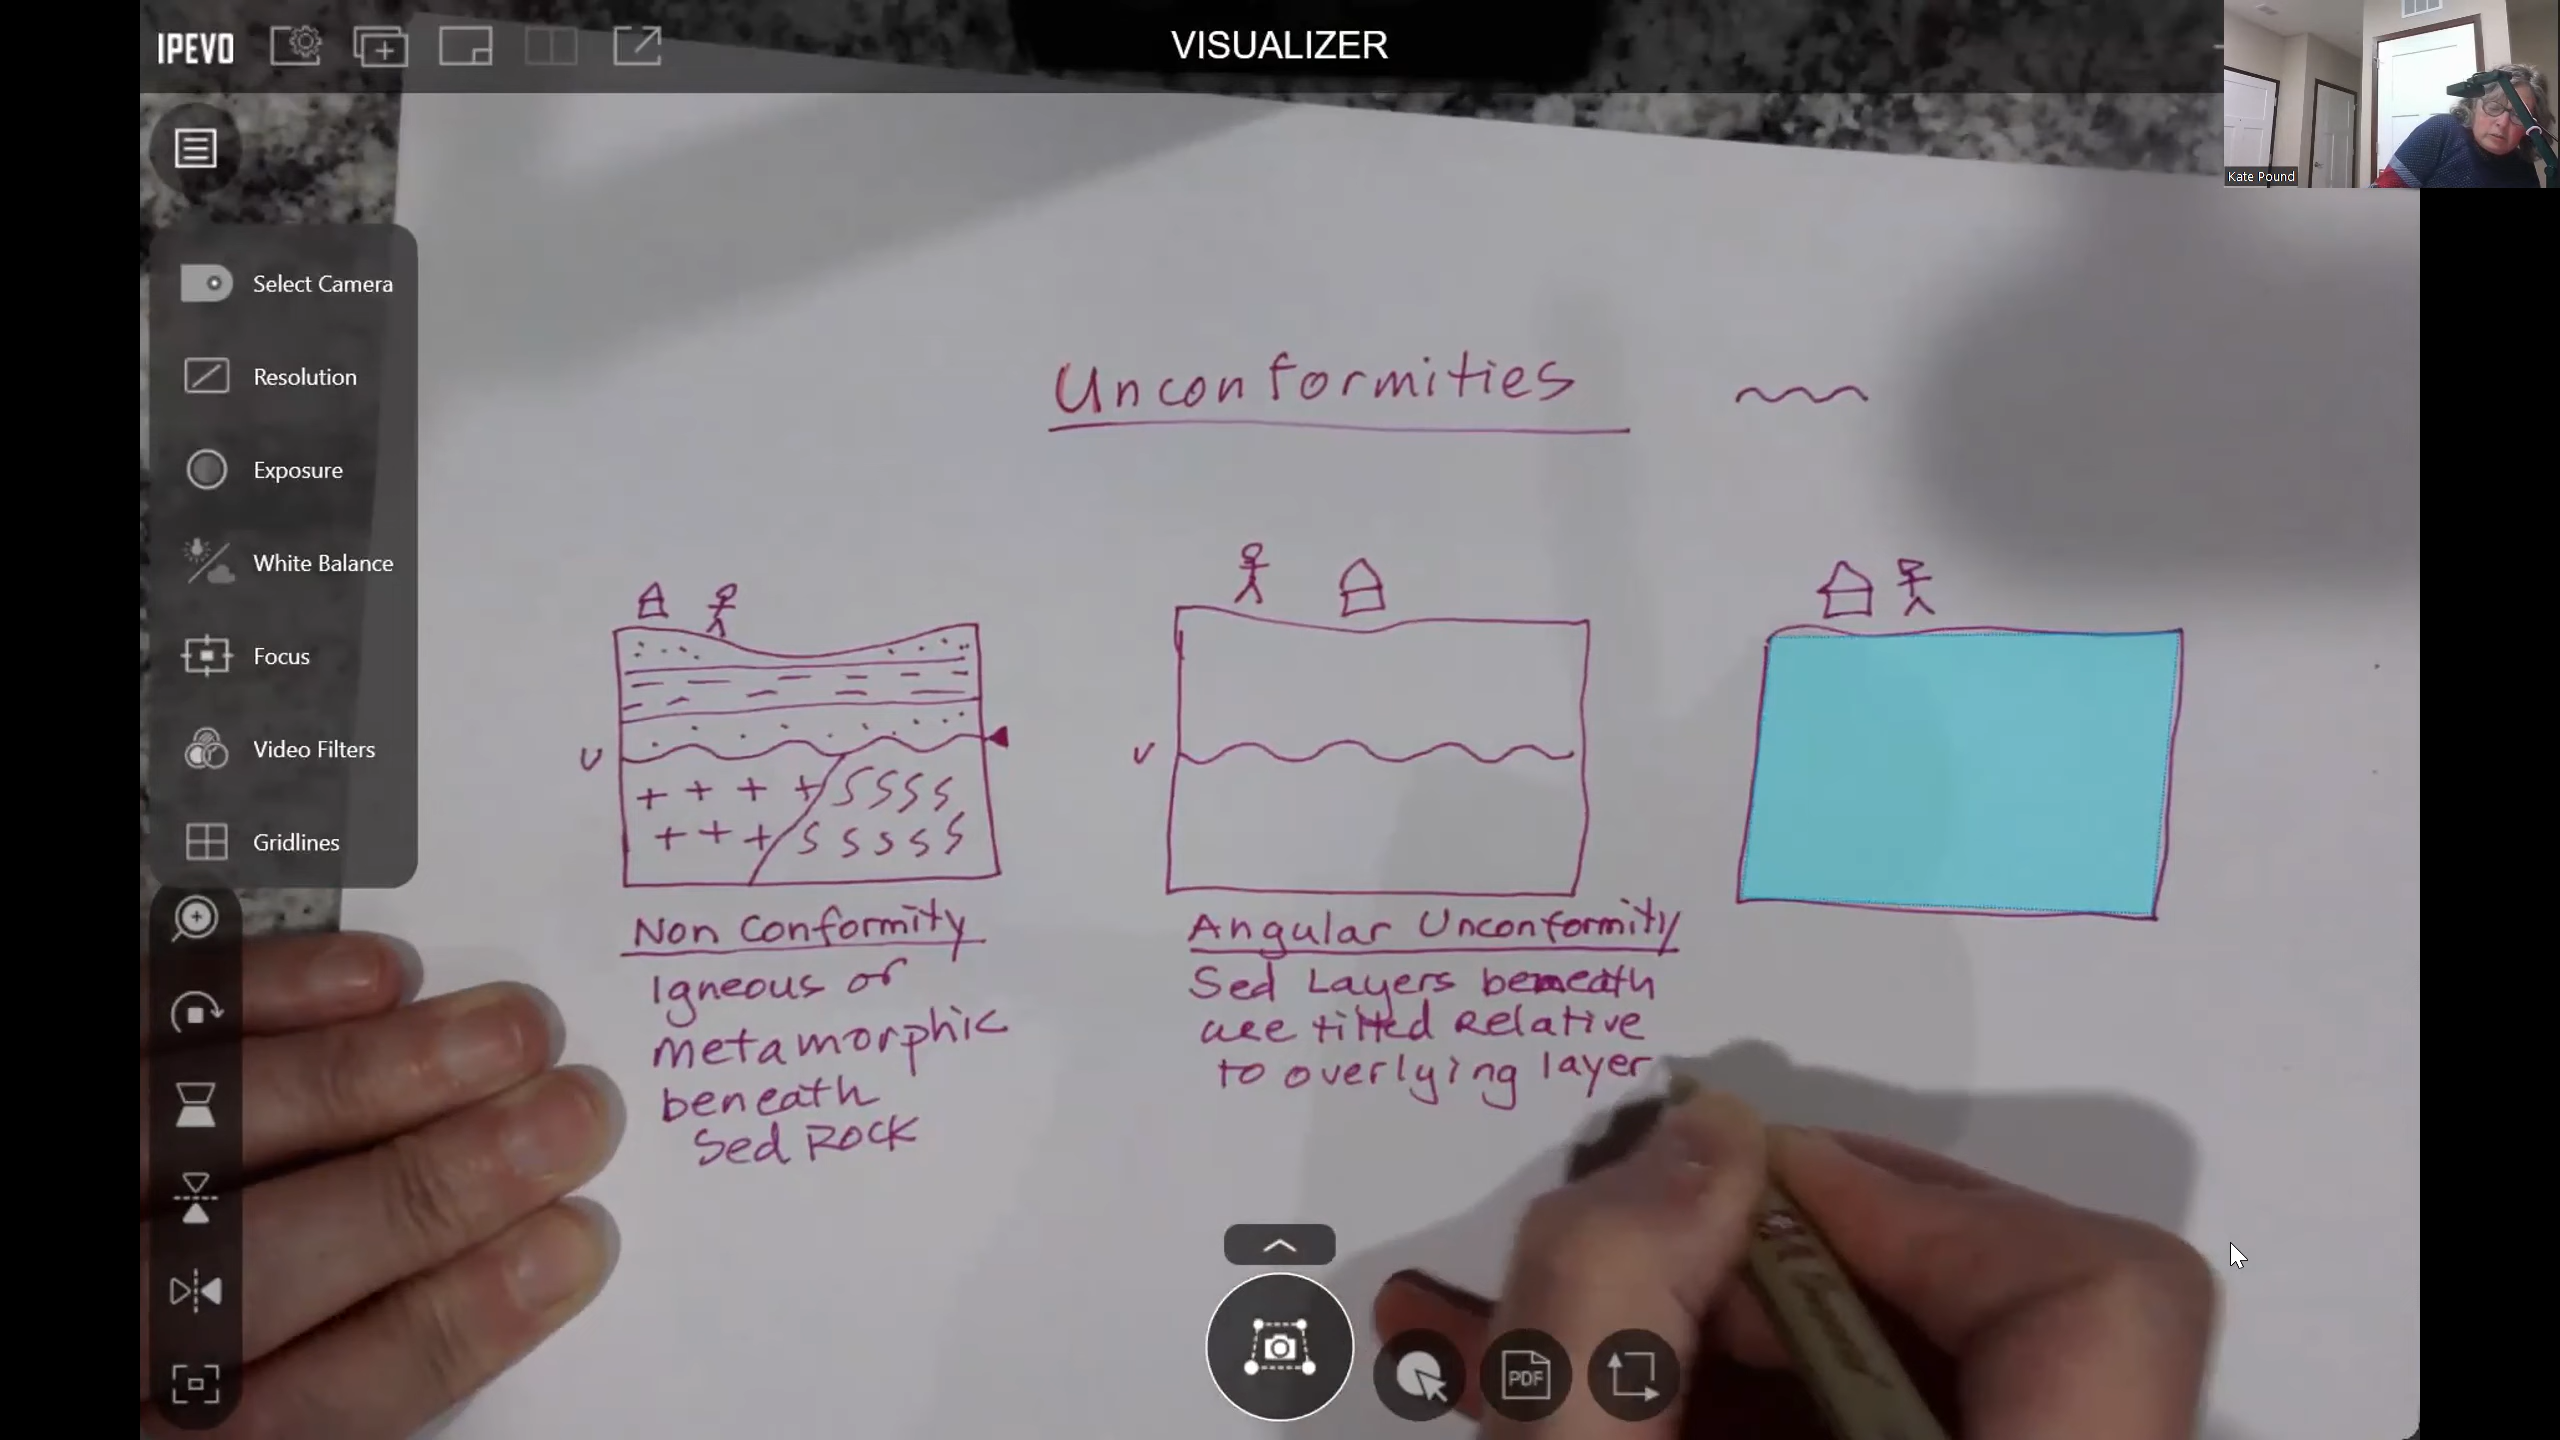 IPEVO
VISUALIZER
Kate Pound
Select Camera
Resolution
Exposure
White Balance
Focus
Video Filters
Gridlines
Unconformities
U
U
Non Conformity
Igneous or
metamorphic
beneath
Sed Rock
Angular Unconformity
Sed Layers beneath
are tilted Relative
to overlying layer
PDF